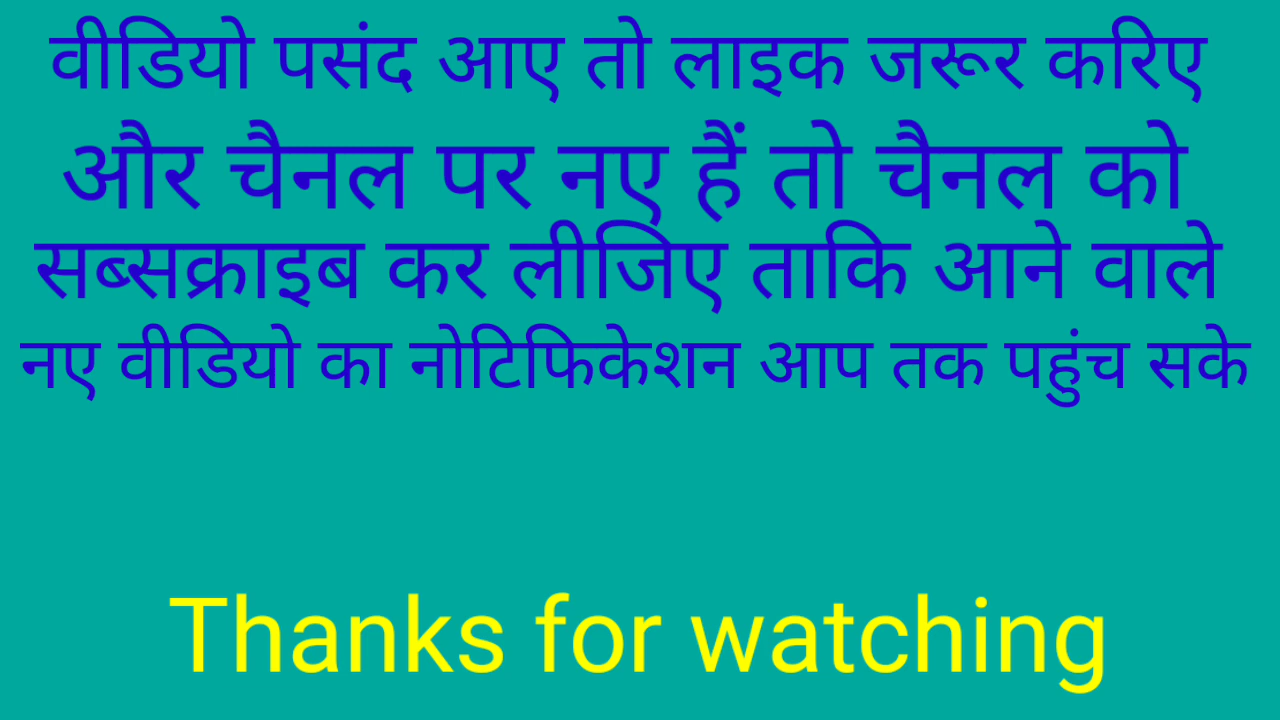 वीडियो पसंद आए तो लाइक जरूर करिए
और चैनल पर नए हैं तो चैनल को
सब्सक्राइब कर लीजिए ताकि आने वाले
नए वीडियो का नोटिफिकेशन आप तक पहुंच सके
Thanks for watching